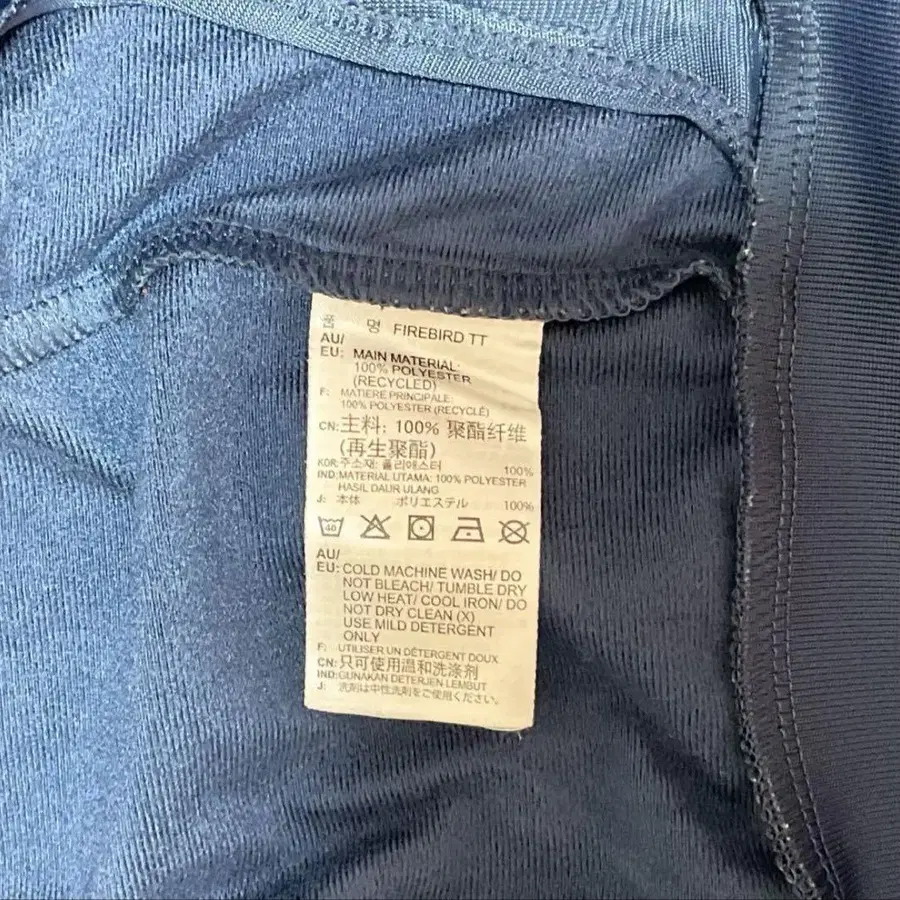 품 명 FIREBIRD TT
AU/
EU: MAIN MATERIAL:
100% POLYESTER
(RECYCLED)
F: MATIERE PRINCIPALE:
100% POLYESTER (RECYCLÉ)
CN: 主料: 100% 聚酯纤维
(再生聚酯)
KOR: 주소재: 폴리에스터 100%
IND: MATERIAL UTAMA: 100% POLYESTER
HASIL DAUR ULANG
J: 本体 ポリエステル 100%
40
AU/
EU: COLD MACHINE WASH/ DO
NOT BLEACH/ TUMBLE DRY
LOW HEAT/ COOL IRON/ DO
NOT DRY CLEAN (X)
USE MILD DETERGENT
ONLY
F: UTILISER UN DÉTERGENT DOUX
CN: 只可使用温和洗涤剂
IND: GUNAKAN DETERJEN LEMBUT
J: 洗剤は中性洗剤をご使用ください。